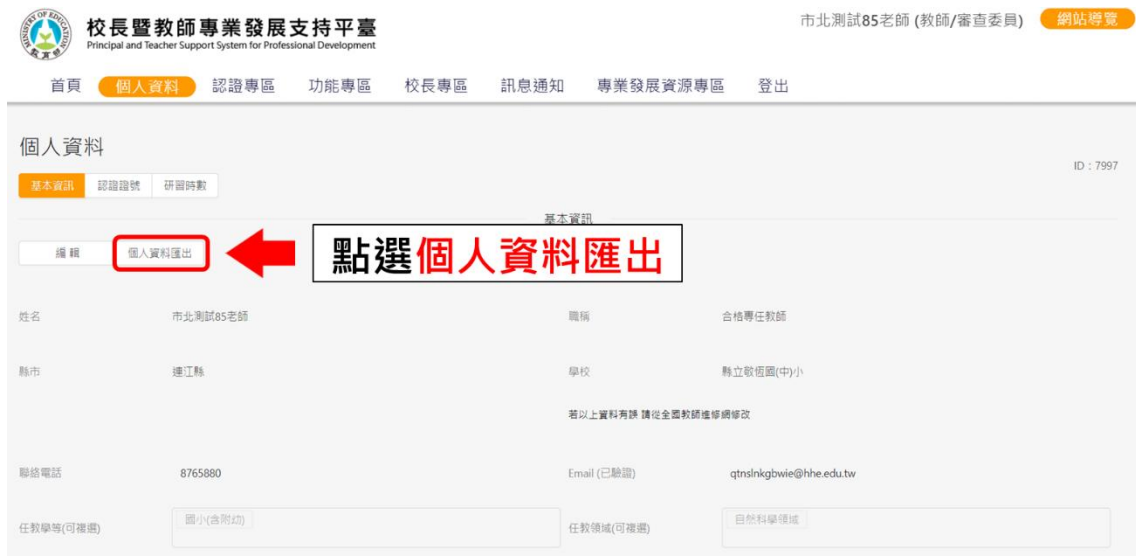 MINISTRY OF EDUCATION
教育部
校長暨教師專業發展支持平臺
Principal and Teacher Support System for Professional Development
市北測試85老師 (教師/審查委員) 網站導覽
首頁 個人資料 認證專區 功能專區 校長專區 訊息通知 專業發展資源專區 登出
個人資料
ID：7997
基本資訊 認證證號 研習時數
基本資訊
編輯 個人資料匯出 點選個人資料匯出
姓名 市北測試85老師 職稱 合格專任教師
縣市 連江縣 學校 縣立敬恆國(中)小
若以上資料有誤 請從全國教師進修網修改
聯絡電話 8765880 Email (已驗證) qtnslnkgbwie@hhe.edu.tw
任教學等(可複選) 國小(含附幼) 任教領域(可複選) 自然科學領域